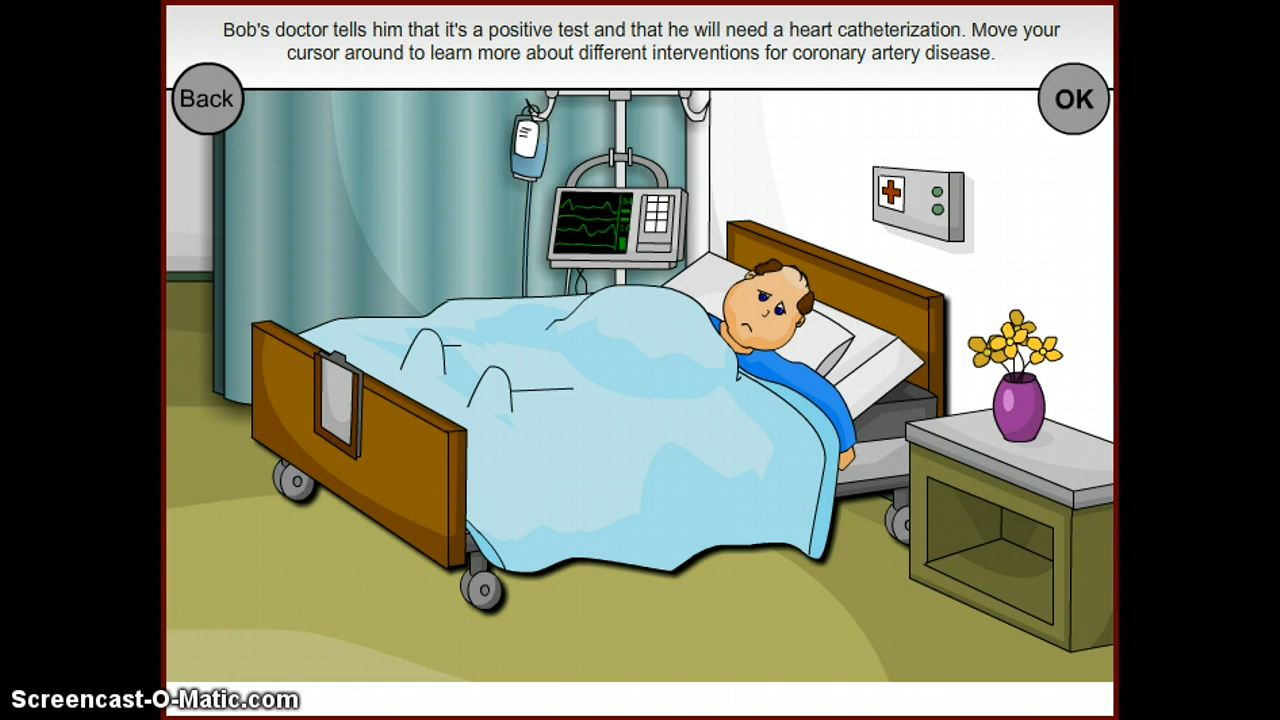 Bob's doctor tells him that it's a positive test and that he will need a heart catheterization. Move your
cursor around to learn more about different interventions for coronary artery disease.
Back
OK
Screencast-O-Matic.com